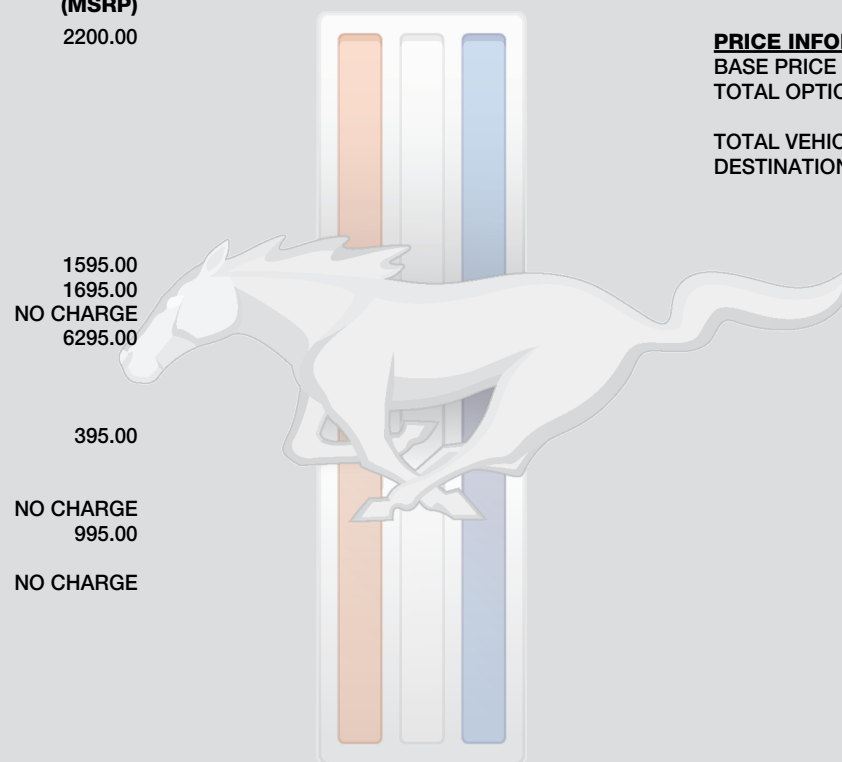 (MSRP)
2200.00
1595.00
1695.00
NO CHARGE
6295.00
395.00
NO CHARGE
995.00
NO CHARGE
PRICE INFO
BASE PRICE
TOTAL OPTIO
TOTAL VEHIC
DESTINATION